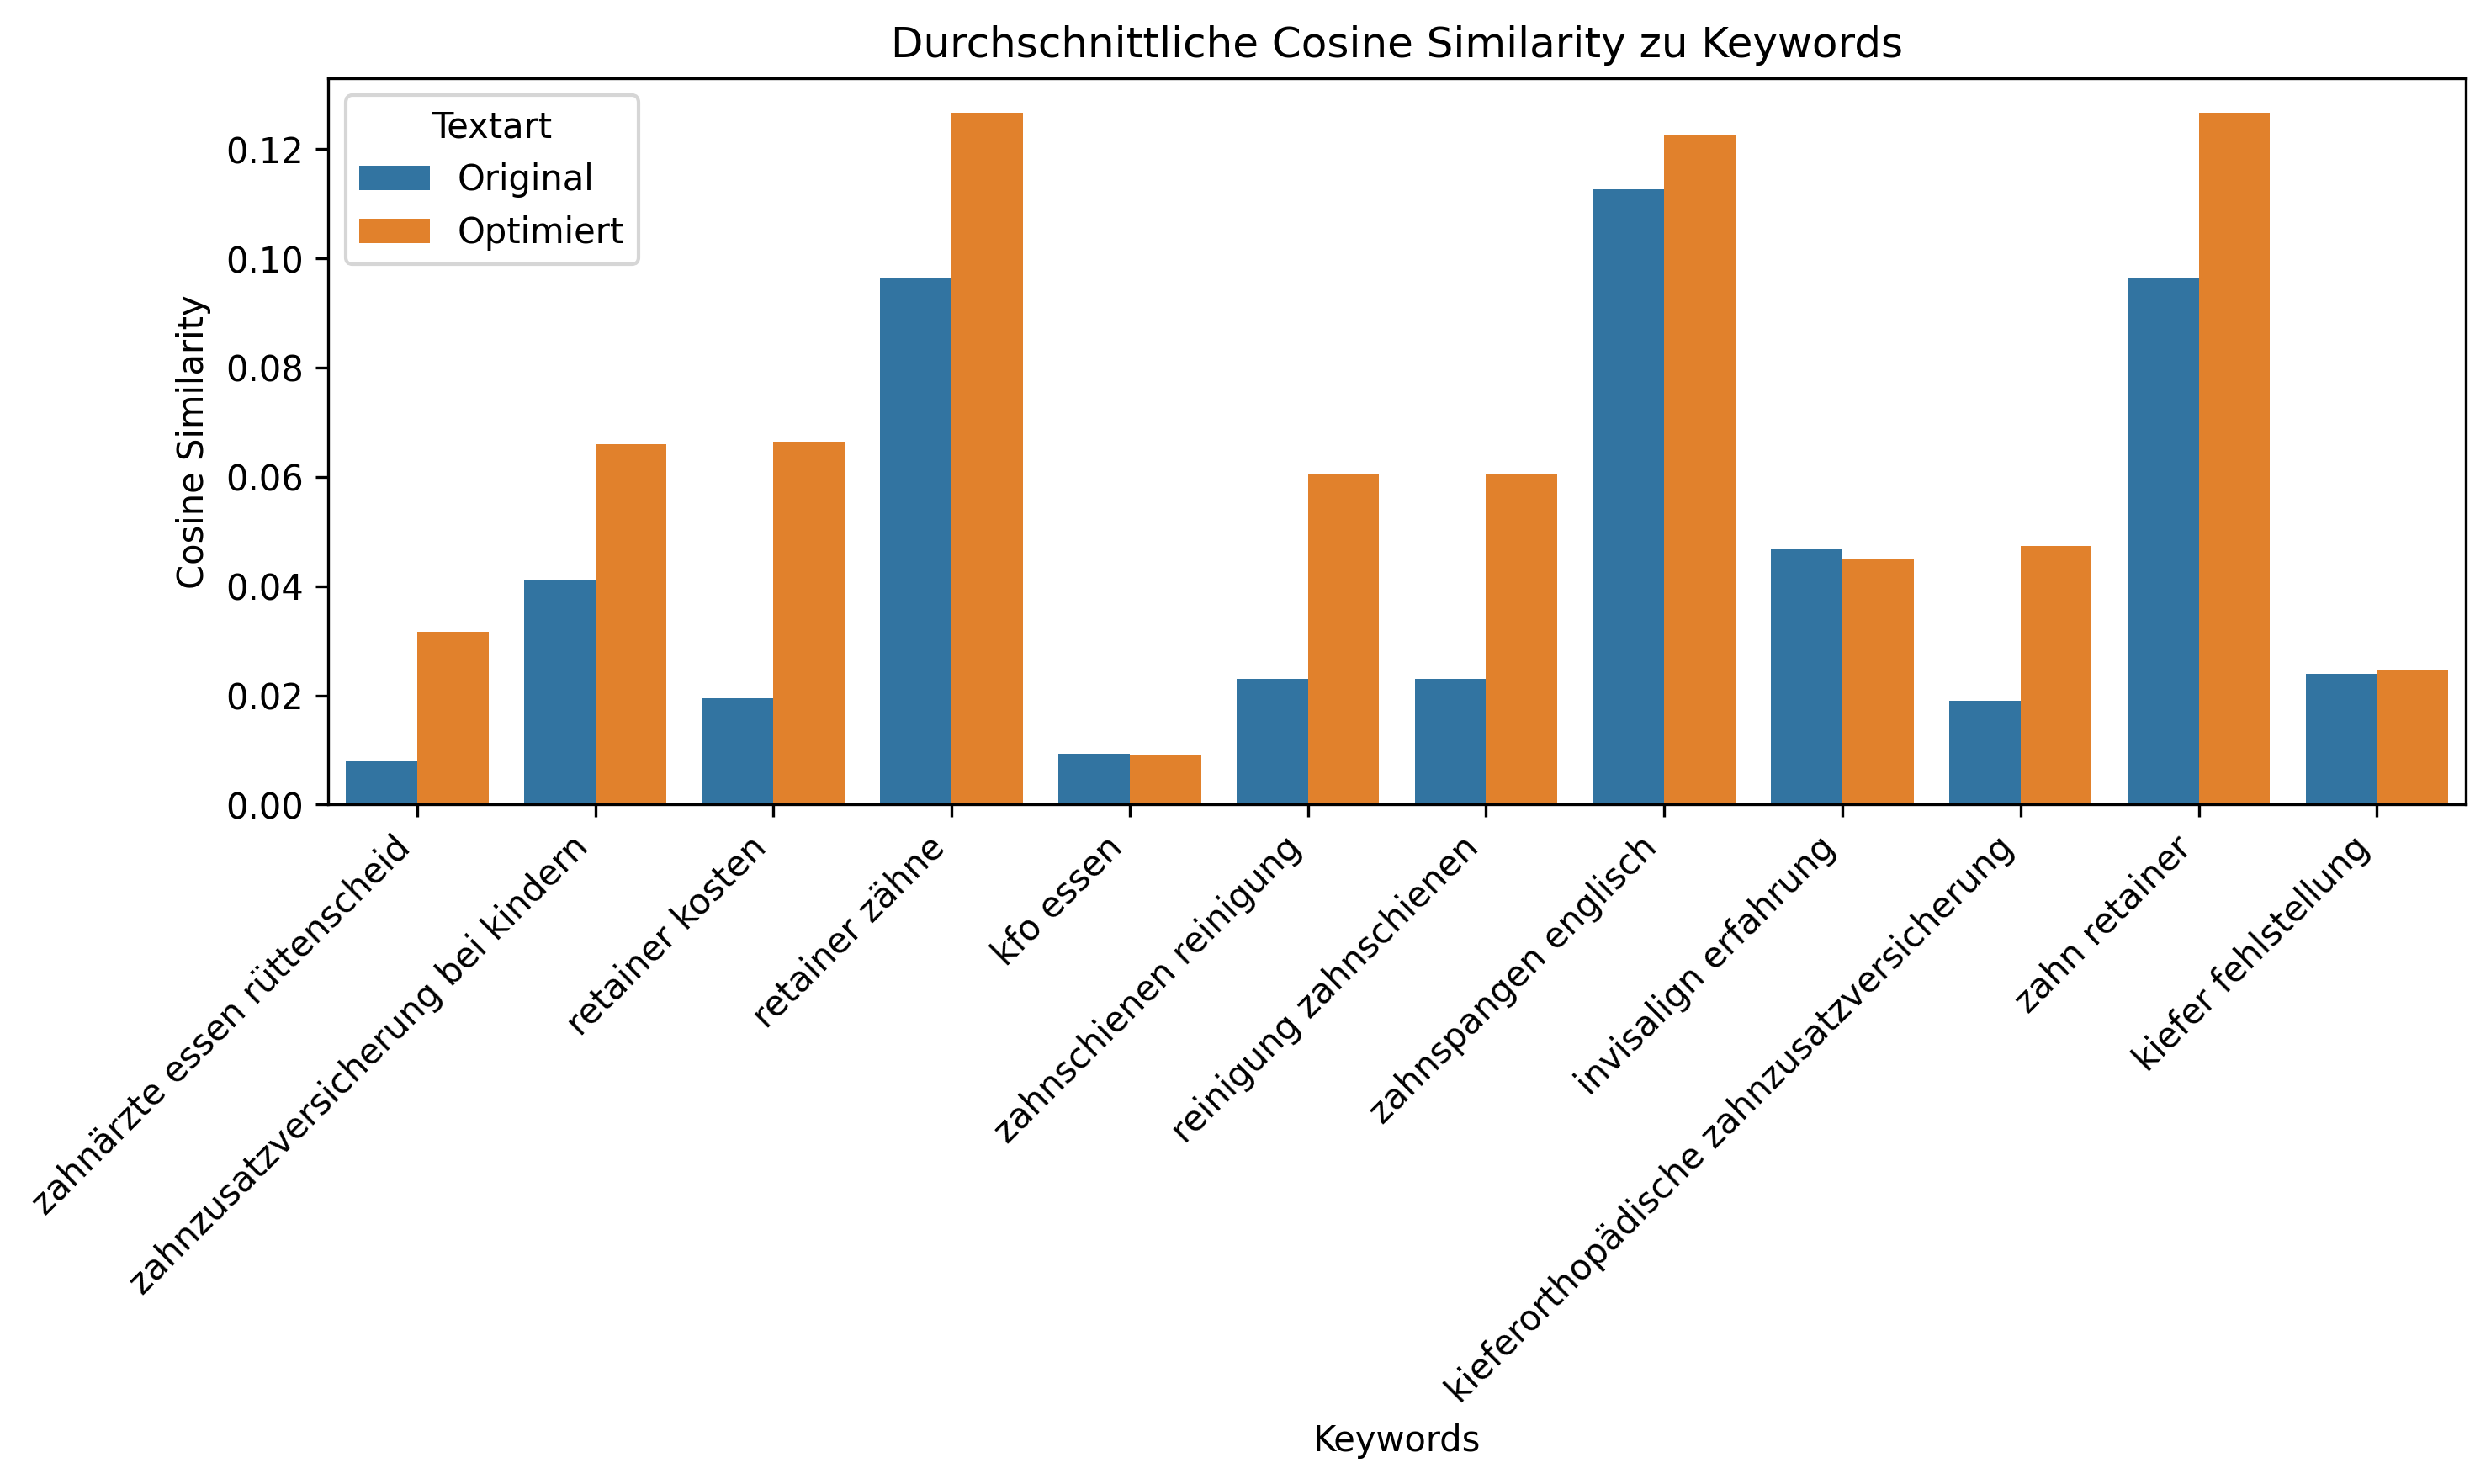 Durchschnittliche Cosine Similarity zu Keywords
Textart
Original
Optimiert
Cosine Similarity
0.12
0.10
0.08
0.06
0.04
0.02
0.00
zahnärzte essen rüttenscheid
zahnzusatzversicherung bei kindern
retainer kosten
retainer zähne
kfo essen
zahnschienen reinigung
reinigung zahnschienen
zahnspangen englisch
invisalign erfahrung
kieferorthopädische zahnzusatzversicherung
zahn retainer
kiefer fehlstellung
Keywords